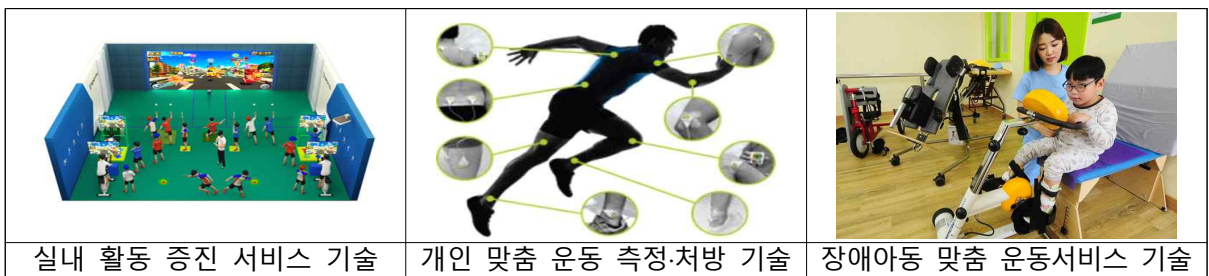 실내 활동 증진 서비스 기술
개인 맞춤 운동 측정·처방 기술
장애아동 맞춤 운동서비스 기술